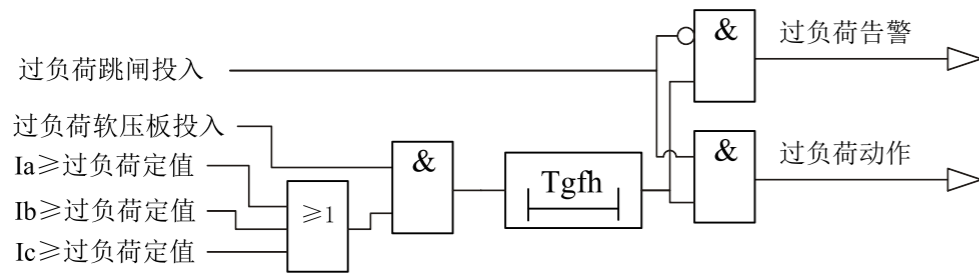 & 过负荷告警
过负荷跳闸投入
过负荷软压板投入
& & 过负荷动作
Ia≥过负荷定值
Tgfh
Ib≥过负荷定值
≥1
Ic≥过负荷定值